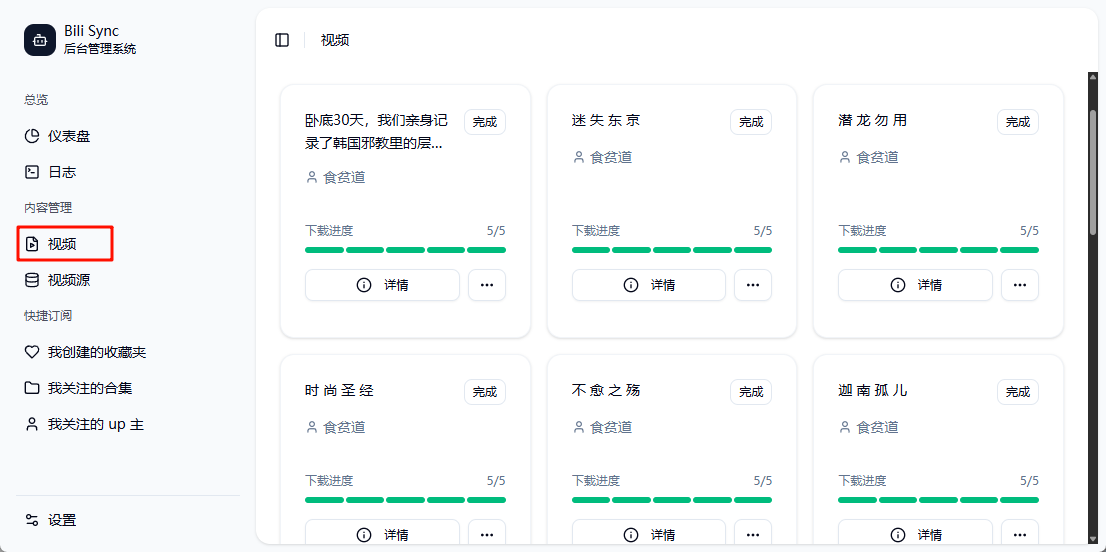 Bili Sync
后台管理系统
总览
仪表盘
日志
内容管理
视频
视频源
快捷订阅
我创建的收藏夹
我关注的合集
我关注的 up 主
设置
视频
卧底30天，我们亲身记
录了韩国邪教里的层...
完成
食贫道
下载进度
5/5
详情
迷 失 东 京
完成
食贫道
下载进度
5/5
详情
潜 龙 勿 用
完成
食贫道
下载进度
5/5
详情
时 尚 圣 经
完成
食贫道
下载进度
5/5
详情
不 愈 之 殇
完成
食贫道
下载进度
5/5
详情
迦 南 孤 儿
完成
食贫道
下载进度
5/5
详情